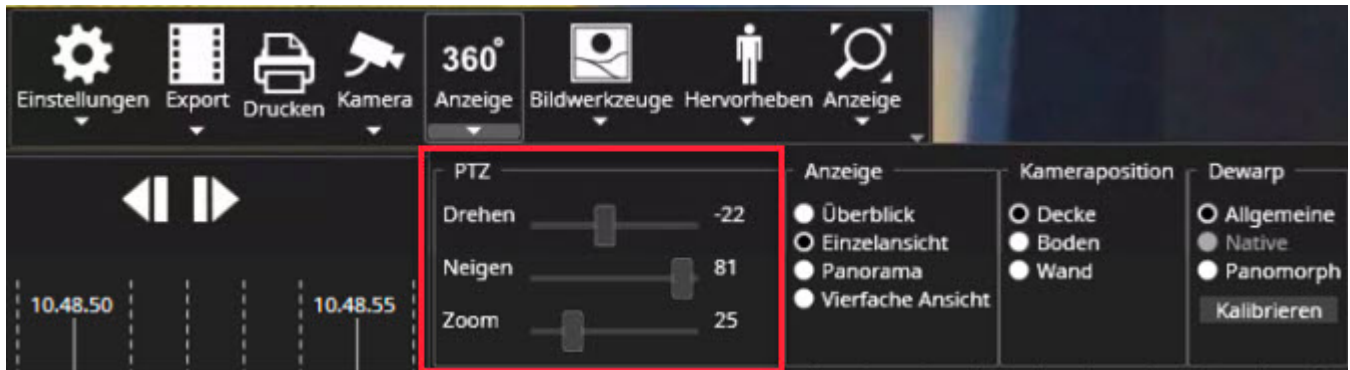 360°
Einstellungen Export Drucken Kamera Anzeige Bildwerkzeuge Hervorheben Anzeige
PTZ
Drehen -22
Neigen 81
Zoom 25
Anzeige
Überblick
Einzelansicht
Panorama
Vierfache Ansicht
Kameraposition
Decke
Boden
Wand
Dewarp
Allgemeine
Native
Panomorph
Kalibrieren
10.48.50 10.48.55